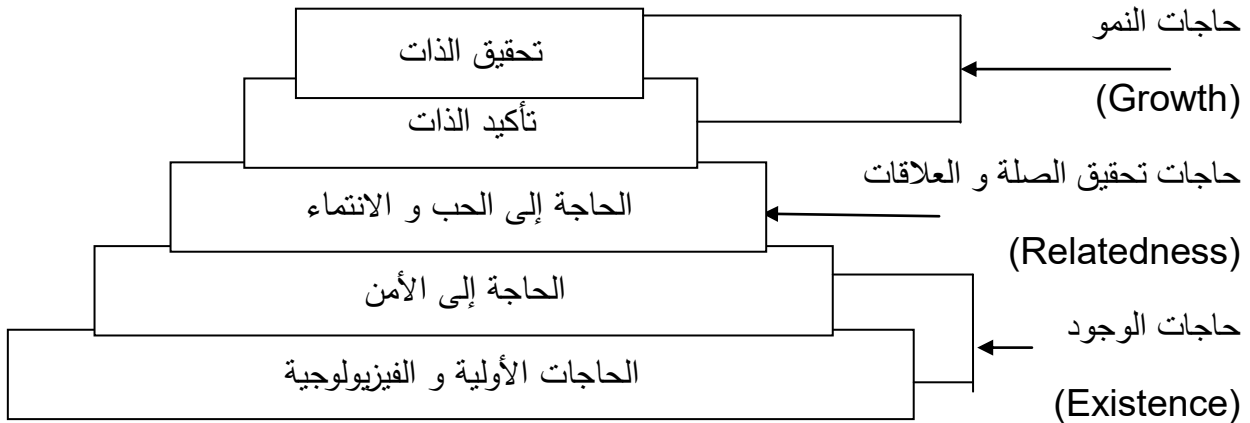 حاجات النمو
(Growth)
تحقيق الذات
تأكيد الذات
حاجات تحقيق الصلة و العلاقات
(Relatedness)
الحاجة إلى الحب و الانتماء
الحاجة إلى الأمن
حاجات الوجود
(Existence)
الحاجات الأولية و الفيزيولوجية